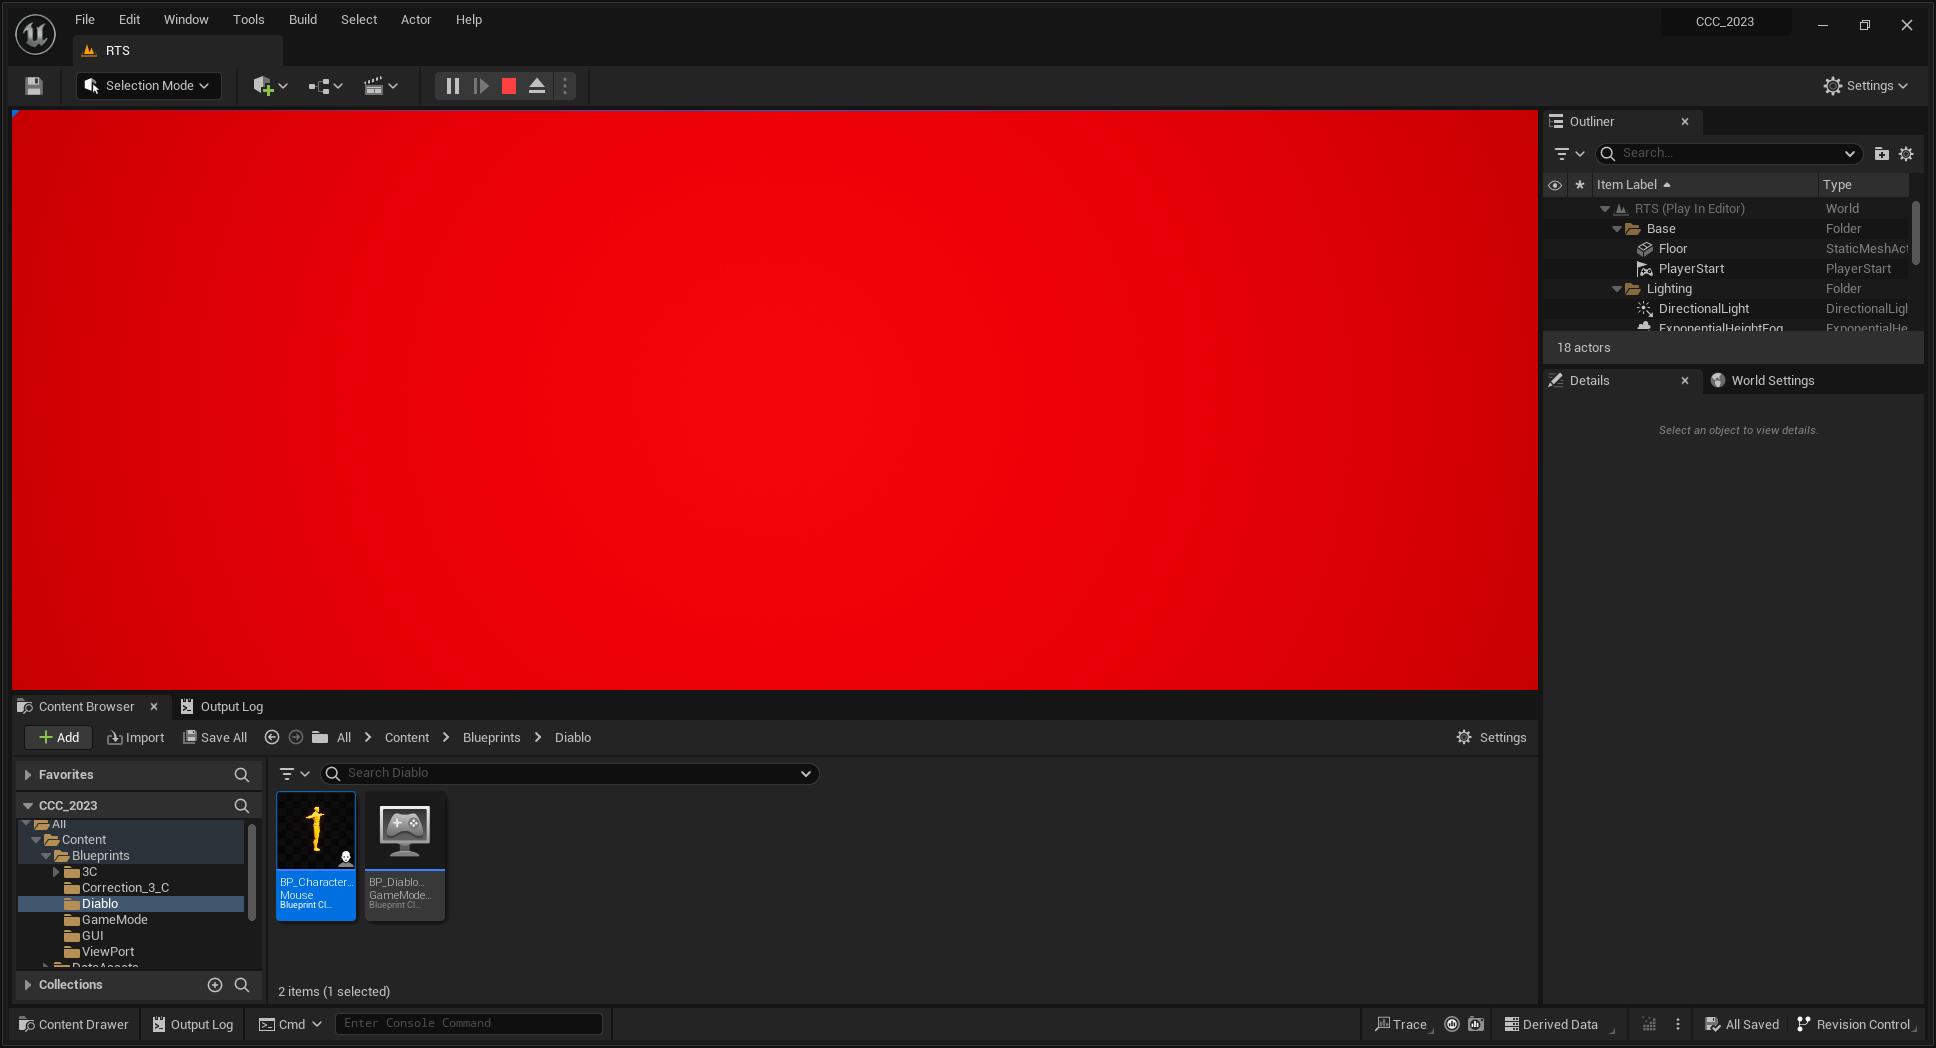 File Edit Window Tools Build Select Actor Help
CCC_2023
RTS
Selection Mode
Settings
Outliner
Search...
Item Label Type
RTS (Play In Editor) World
Base Folder
Floor StaticMeshAct
PlayerStart PlayerStart
Lighting Folder
DirectionalLight DirectionalLigh
ExponentialHeightFog ExponentialHe
18 actors
Details World Settings
Select an object to view details.
Content Browser Output Log
Add Import Save All All Content Blueprints Diablo Settings
Favorites
Search Diablo
CCC_2023
All
Content
Blueprints
3C
Correction_3_C
Diablo
GameMode
GUI
ViewPort
DataAssets
Collections
BP_Character...
Mouse
Blueprint Cl...
BP_Diablo...
GameMode...
Blueprint Cl...
2 items (1 selected)
Content Drawer Output Log Cmd Enter Console Command Trace Derived Data All Saved Revision Control